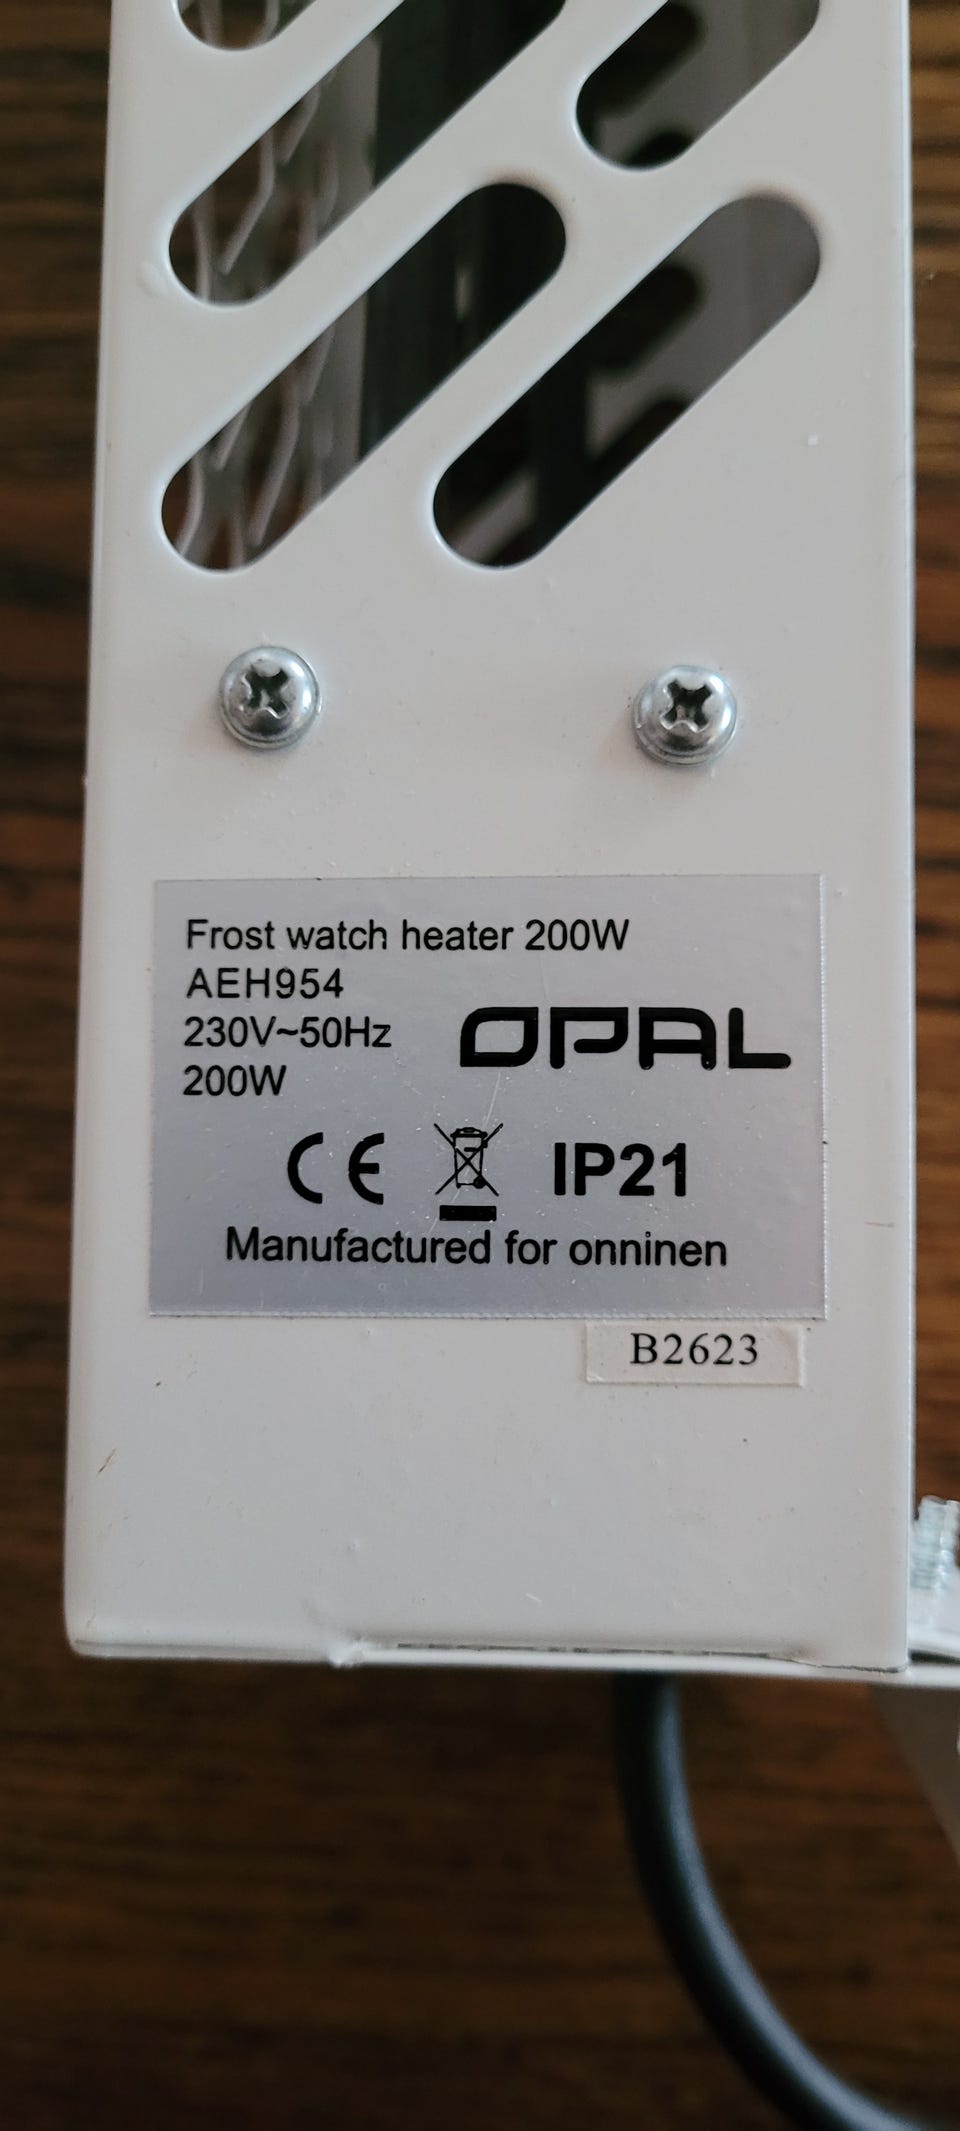 Frost watch heater 200W
AEH954
230V~50Hz
200W
OPAL
CE
IP21
Manufactured for onninen
B2623